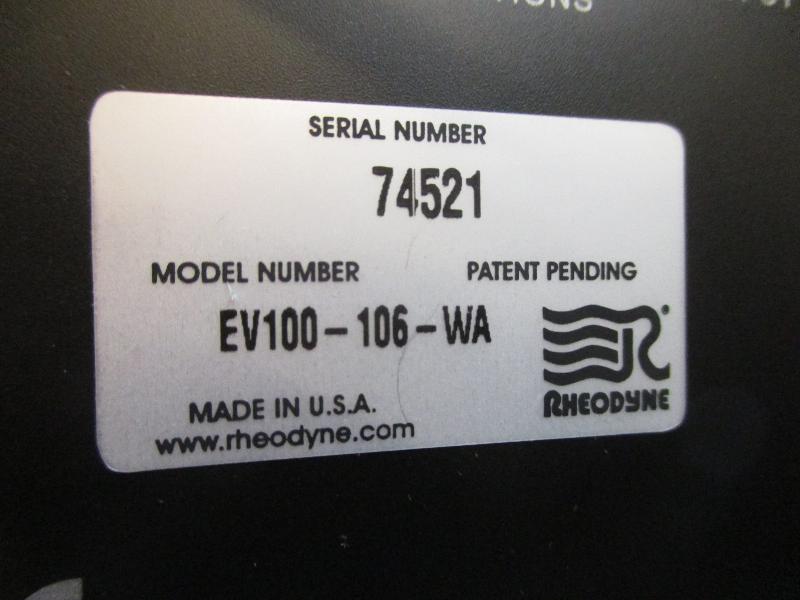 SERIAL NUMBER
74521
MODEL NUMBER PATENT PENDING
EV100-106-WA
RHEODYNE
MADE IN U.S.A.
www.rheodyne.com